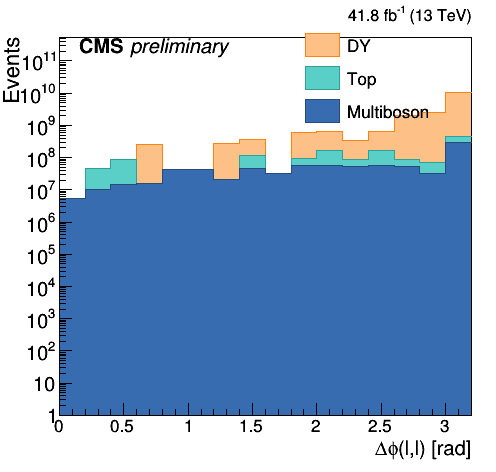 41.8 fb⁻¹ (13 TeV)
Events
CMS preliminary
DY
Top
Multiboson
10¹¹
10¹⁰
10⁹
10⁸
10⁷
10⁶
10⁵
10⁴
10³
10²
10
1
0 0.5 1 1.5 2 2.5 3
Δϕ(l,l) [rad]